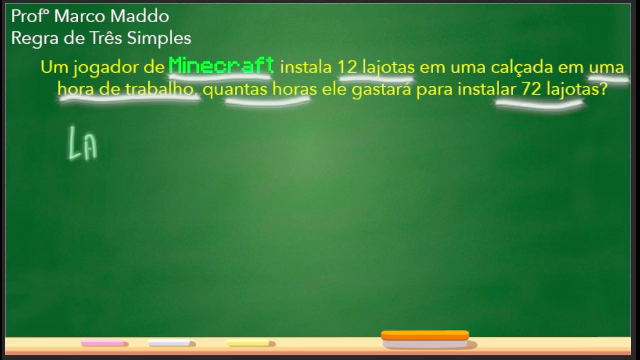 Profº Marco Maddo
Regra de Três Simples
Um jogador de Minecraft instala 12 lajotas em uma calçada em uma
hora de trabalho, quantas horas ele gastará para instalar 72 lajotas?
LA